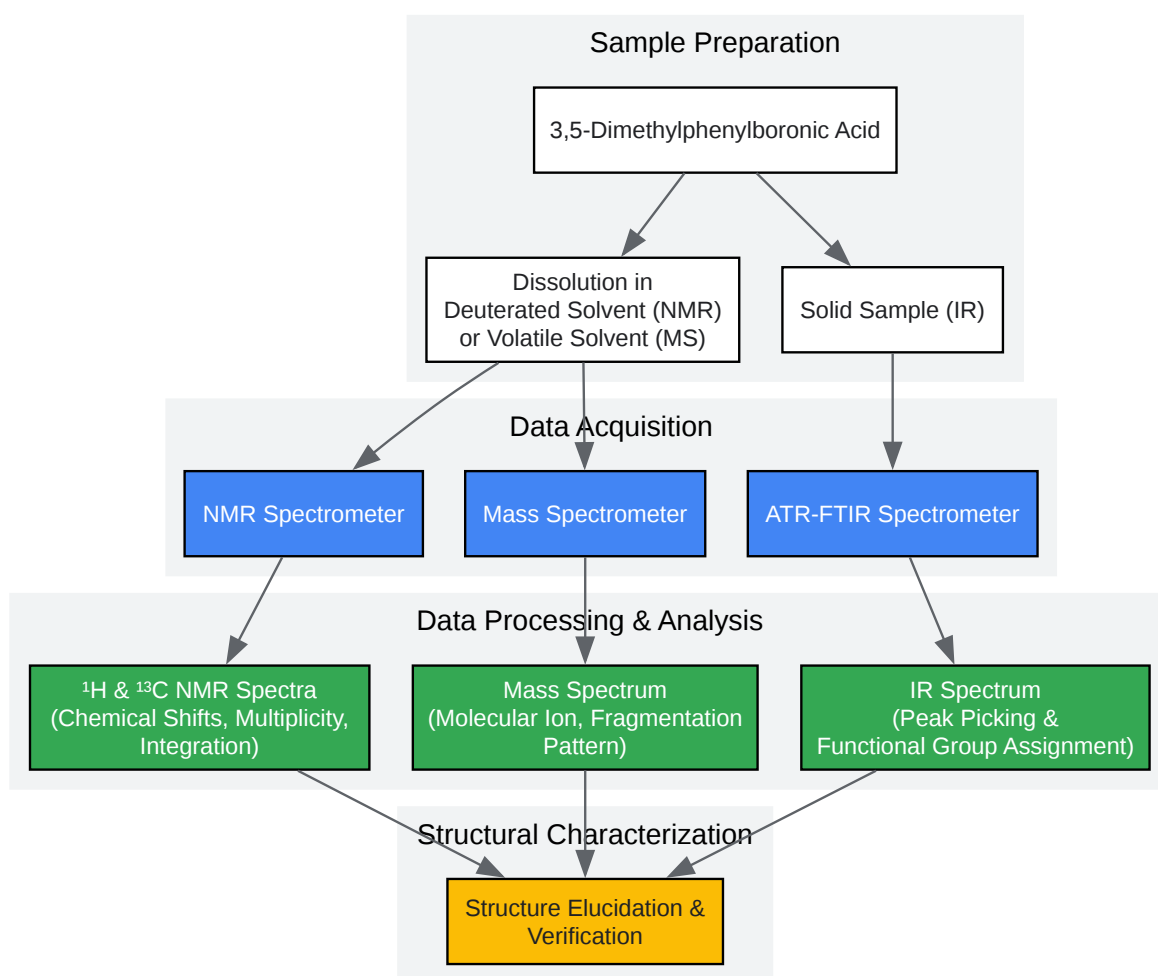 Sample Preparation
3,5-Dimethylphenylboronic Acid
Dissolution in
Deuterated Solvent (NMR)
or Volatile Solvent (MS)
Solid Sample (IR)
Data Acquisition
NMR Spectrometer
Mass Spectrometer
ATR-FTIR Spectrometer
Data Processing & Analysis
¹H & ¹³C NMR Spectra
(Chemical Shifts, Multiplicity,
Integration)
Mass Spectrum
(Molecular Ion, Fragmentation
Pattern)
IR Spectrum
(Peak Picking &
Functional Group Assignment)
Structural Characterization
Structure Elucidation &
Verification